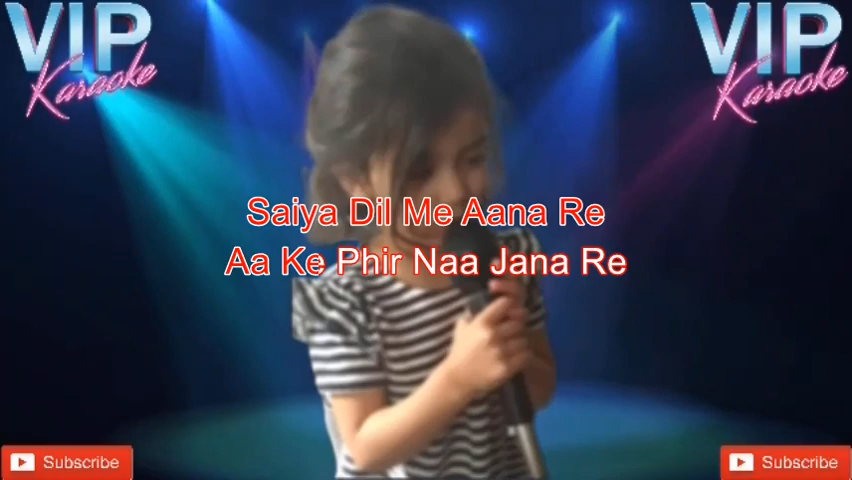 VIP
Karaoke
VIP
Karaoke
Saiya Dil Me Aana Re
Aa Ke Phir Naa Jana Re
Subscribe
Subscribe